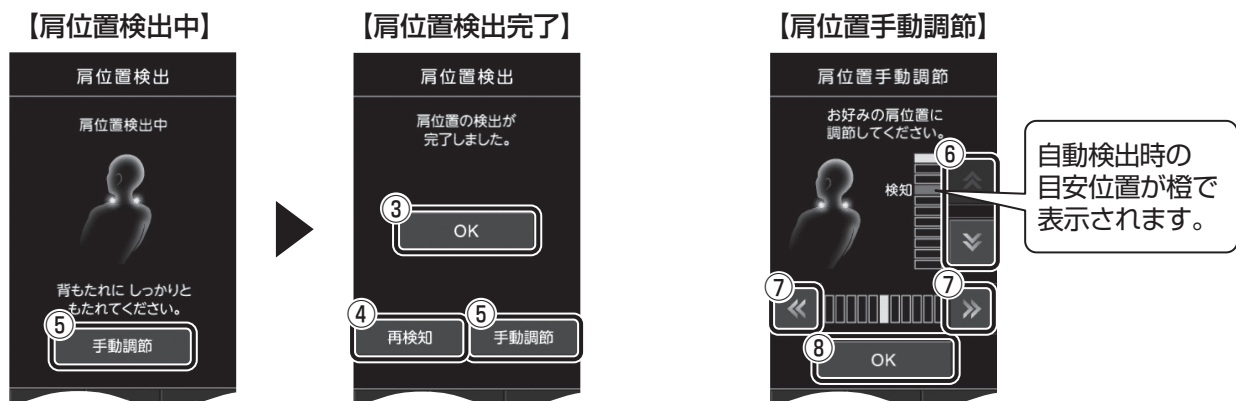 【肩位置検出中】
肩位置検出
肩位置検出中
背もたれに しっかりと
もたれてください。
⑤
手動調節
【肩位置検出完了】
肩位置検出
肩位置の検出が
完了しました。
③
OK
④
再検知
⑤
手動調節
【肩位置手動調節】
肩位置手動調節
お好みの肩位置に
調節してください。
⑥
検知
自動検出時の
目安位置が橙で
表示されます。
⑦
⑦
⑧
OK